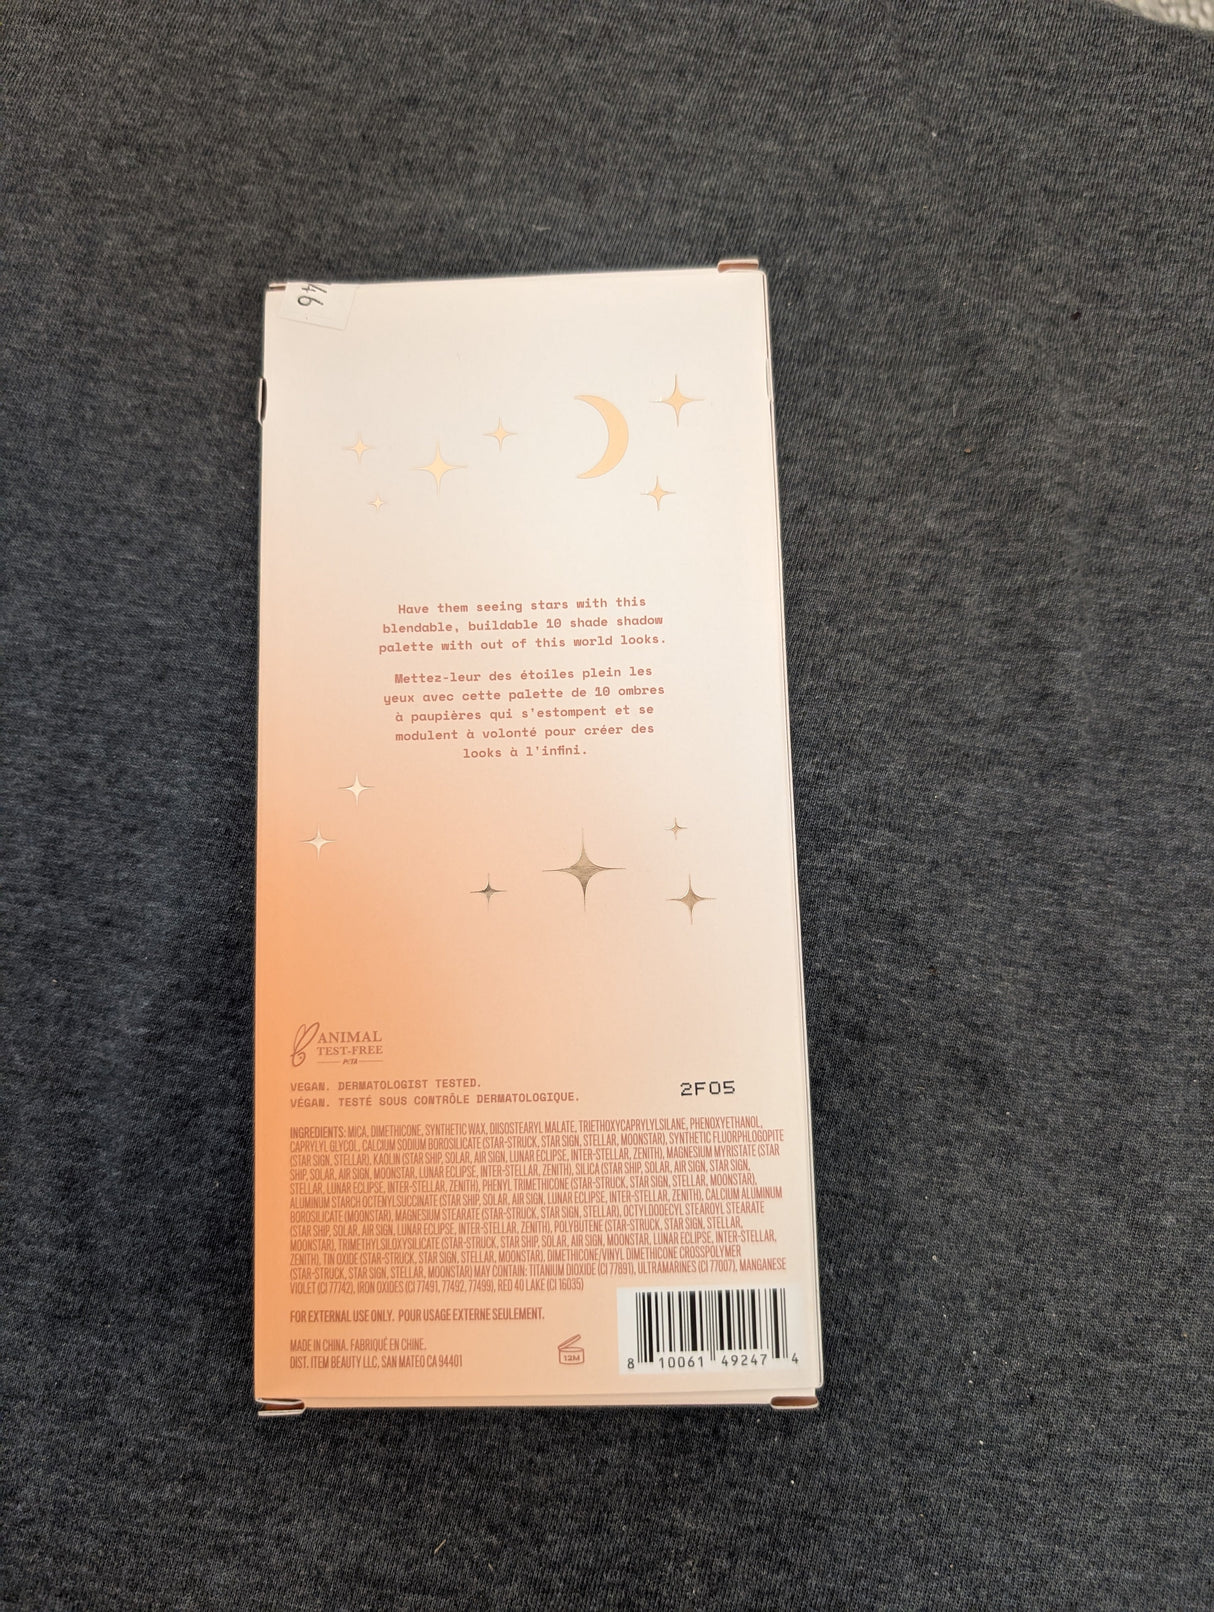 46
Have them seeing stars with this
blendable, buildable 10 shade shadow
palette with out of this world looks.
Mettez-leur des étoiles plein les
yeux avec cette palette de 10 ombres
à paupières qui s'estompent et se
modulent à volonté pour créer des
looks à l'infini.
ANIMAL
TEST-FREE
PETA
VEGAN. DERMATOLOGIST TESTED.
VÉGAN. TESTÉ SOUS CONTRÔLE DERMATOLOGIQUE.
2F05
INGREDIENTS: MICA, DIMETHICONE, SYNTHETIC WAX, DIISOSTEARYL MALATE, TRIETHOXYCAPRYLYLSILANE, PHENOXYETHANOL,
CAPRYLYL GLYCOL, CALCIUM SODIUM BOROSILICATE (STAR-STRUCK, STAR SIGN, STELLAR, MOONSTAR), SYNTHETIC FLUORPHLOGOPITE
(STAR SIGN, STELLAR), KAOLIN (STAR SHIP, SOLAR, AIR SIGN, LUNAR ECLIPSE, INTER-STELLAR, ZENITH), MAGNESIUM MYRISTATE (STAR
SHIP, SOLAR, AIR SIGN, MOONSTAR, LUNAR ECLIPSE, INTER-STELLAR, ZENITH), SILICA (STAR SHIP, SOLAR, AIR SIGN, STAR SIGN,
STELLAR, LUNAR ECLIPSE, INTER-STELLAR, ZENITH), PHENYL TRIMETHICONE (STAR-STRUCK, STAR SIGN, STELLAR, MOONSTAR),
ALUMINUM STARCH OCTENYLSUCCINATE (STAR SHIP, SOLAR, AIR SIGN, LUNAR ECLIPSE, INTER-STELLAR, ZENITH), CALCIUM ALUMINUM
BOROSILICATE (MOONSTAR), MAGNESIUM STEARATE (STAR-STRUCK, STAR SIGN, STELLAR), OCTYLDODECYL STEAROYL STEARATE
(STAR SHIP, SOLAR, AIR SIGN, LUNAR ECLIPSE, INTER-STELLAR, ZENITH), POLYBUTENE (STAR-STRUCK, STAR SIGN, STELLAR,
MOONSTAR), TRIMETHYLSILOXYSILICATE (STAR-STRUCK, STAR SHIP, SOLAR, AIR SIGN, MOONSTAR, LUNAR ECLIPSE, INTER-STELLAR,
ZENITH), TIN OXIDE (STAR-STRUCK, STAR SIGN, STELLAR, MOONSTAR), DIMETHICONE/VINYL DIMETHICONE CROSSPOLYMER
(STAR-STRUCK, STAR SIGN, STELLAR, MOONSTAR) MAY CONTAIN: TITANIUM DIOXIDE (CI 77891), ULTRAMARINES (CI 77007), MANGANESE
VIOLET (CI 77742), IRON OXIDES (CI 77491, 77492, 77499), RED 40 LAKE (CI 16035)
FOR EXTERNAL USE ONLY. POUR USAGE EXTERNE SEULEMENT.
MADE IN CHINA. FABRIQUÉ EN CHINE.
DIST. ITEM BEAUTY LLC, SAN MATEO CA 94401
12M
8 10061 49247 4